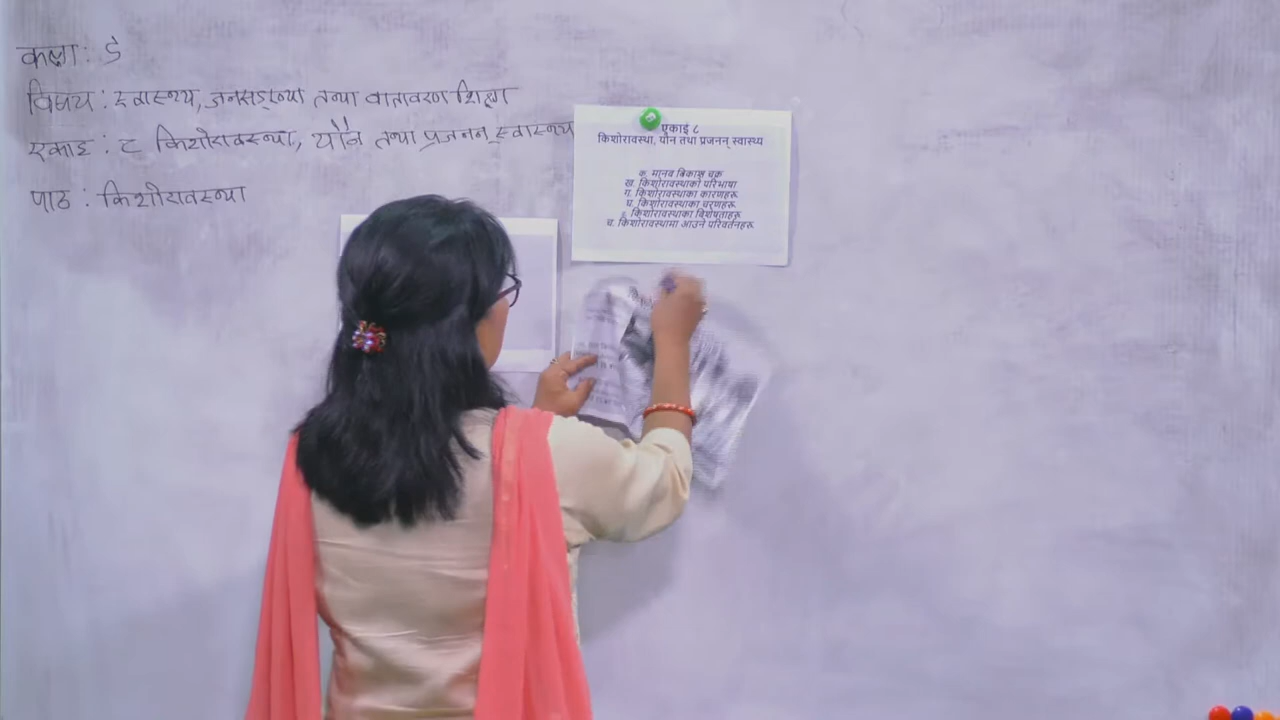 कक्षा : ९
विषय : स्वास्थ्य, जनसङ्ख्या तथा वातावरण शिक्षा
एकाइ : ८ किशोरावस्था, यौन तथा प्रजनन् स्वास्थ्य
पाठ : किशोरावस्था
एकाई ८
किशोरावस्था, यौन तथा प्रजनन् स्वास्थ्य
क. मानव विकास चक्र
ख. किशोरावस्थाको परिभाषा
ग. किशोरावस्थाका कारणहरू
घ. किशोरावस्थाका चरणहरू
ङ. किशोरावस्थाका विशेषताहरू
च. किशोरावस्थामा आउने परिवर्तनहरू